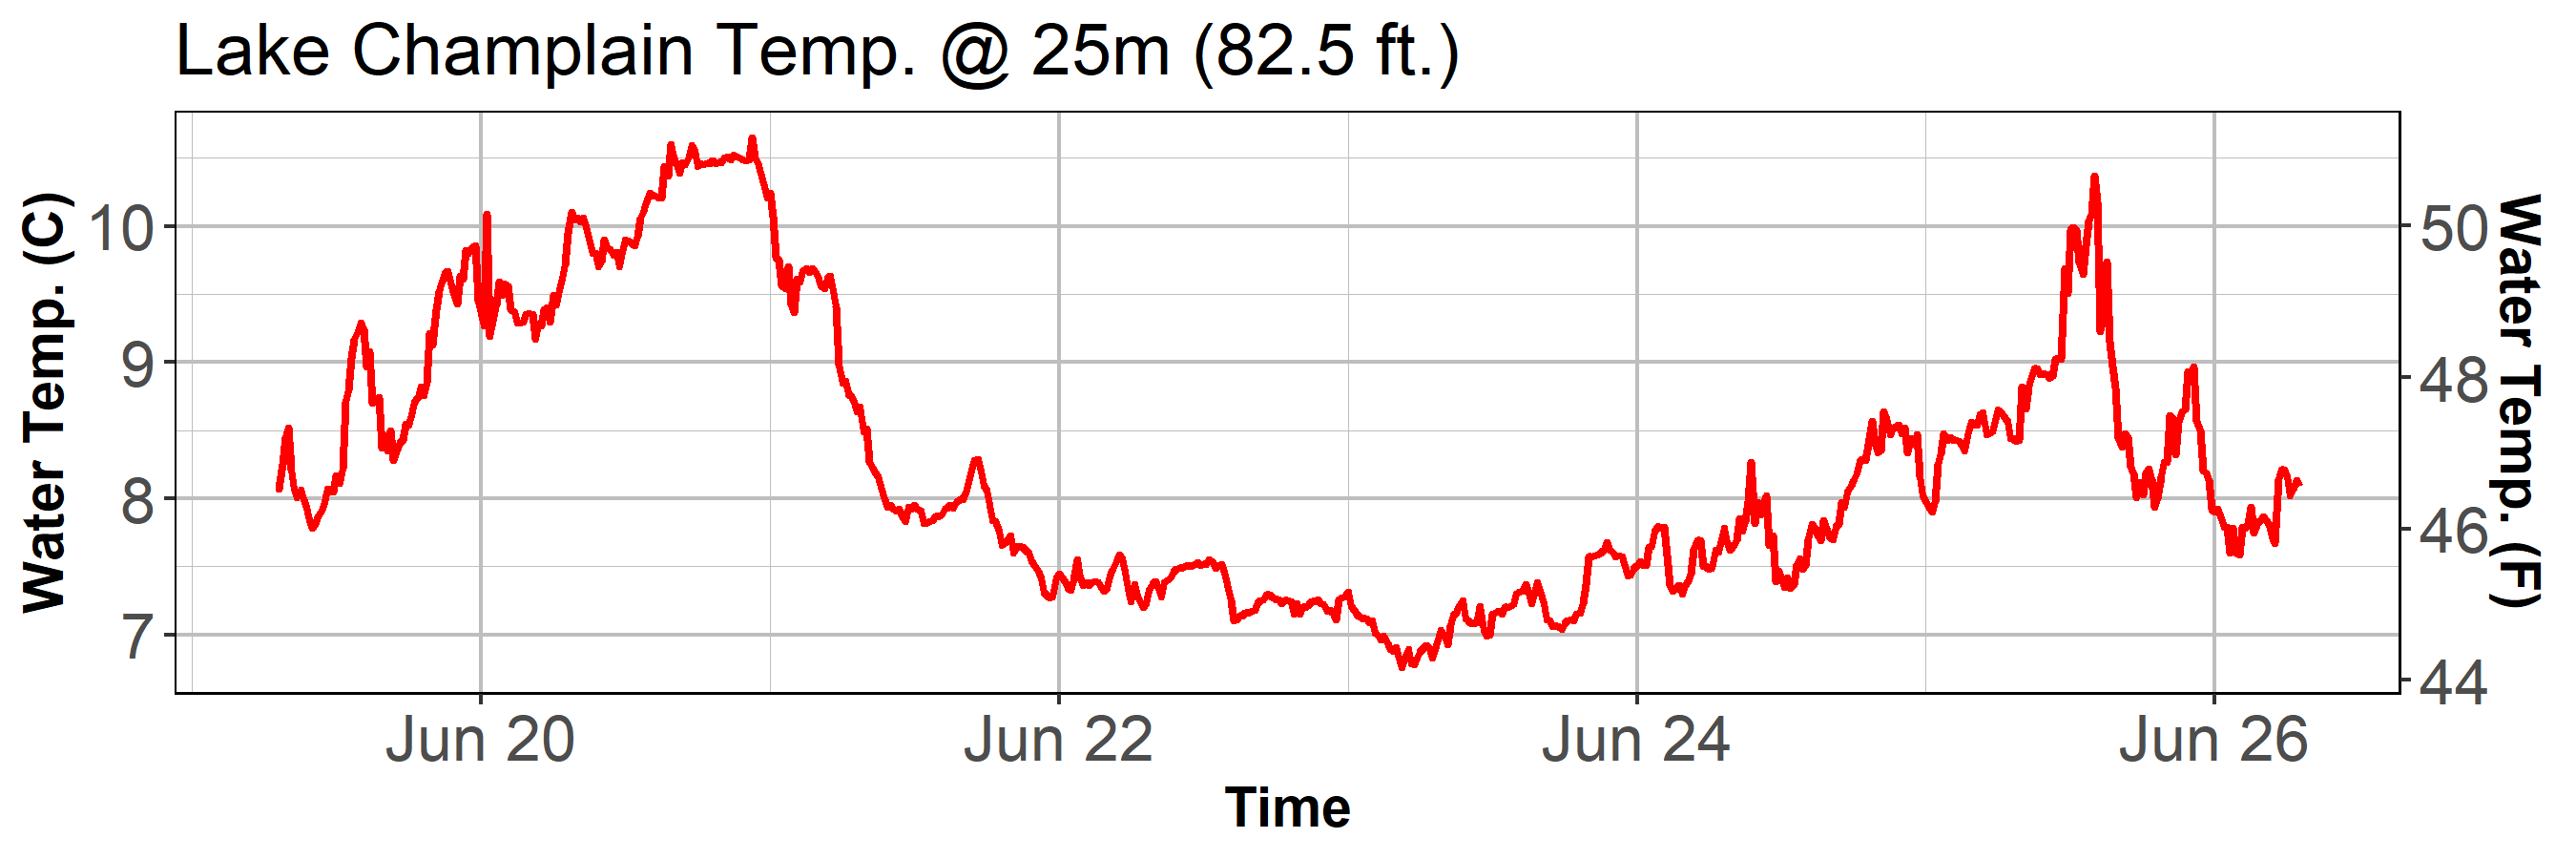 Lake Champlain Temp. @ 25m (82.5 ft.)
Water Temp. (C)
10
9
8
7
50
48
46
44
Water Temp. (F)
Jun 20
Jun 22
Jun 24
Jun 26
Time